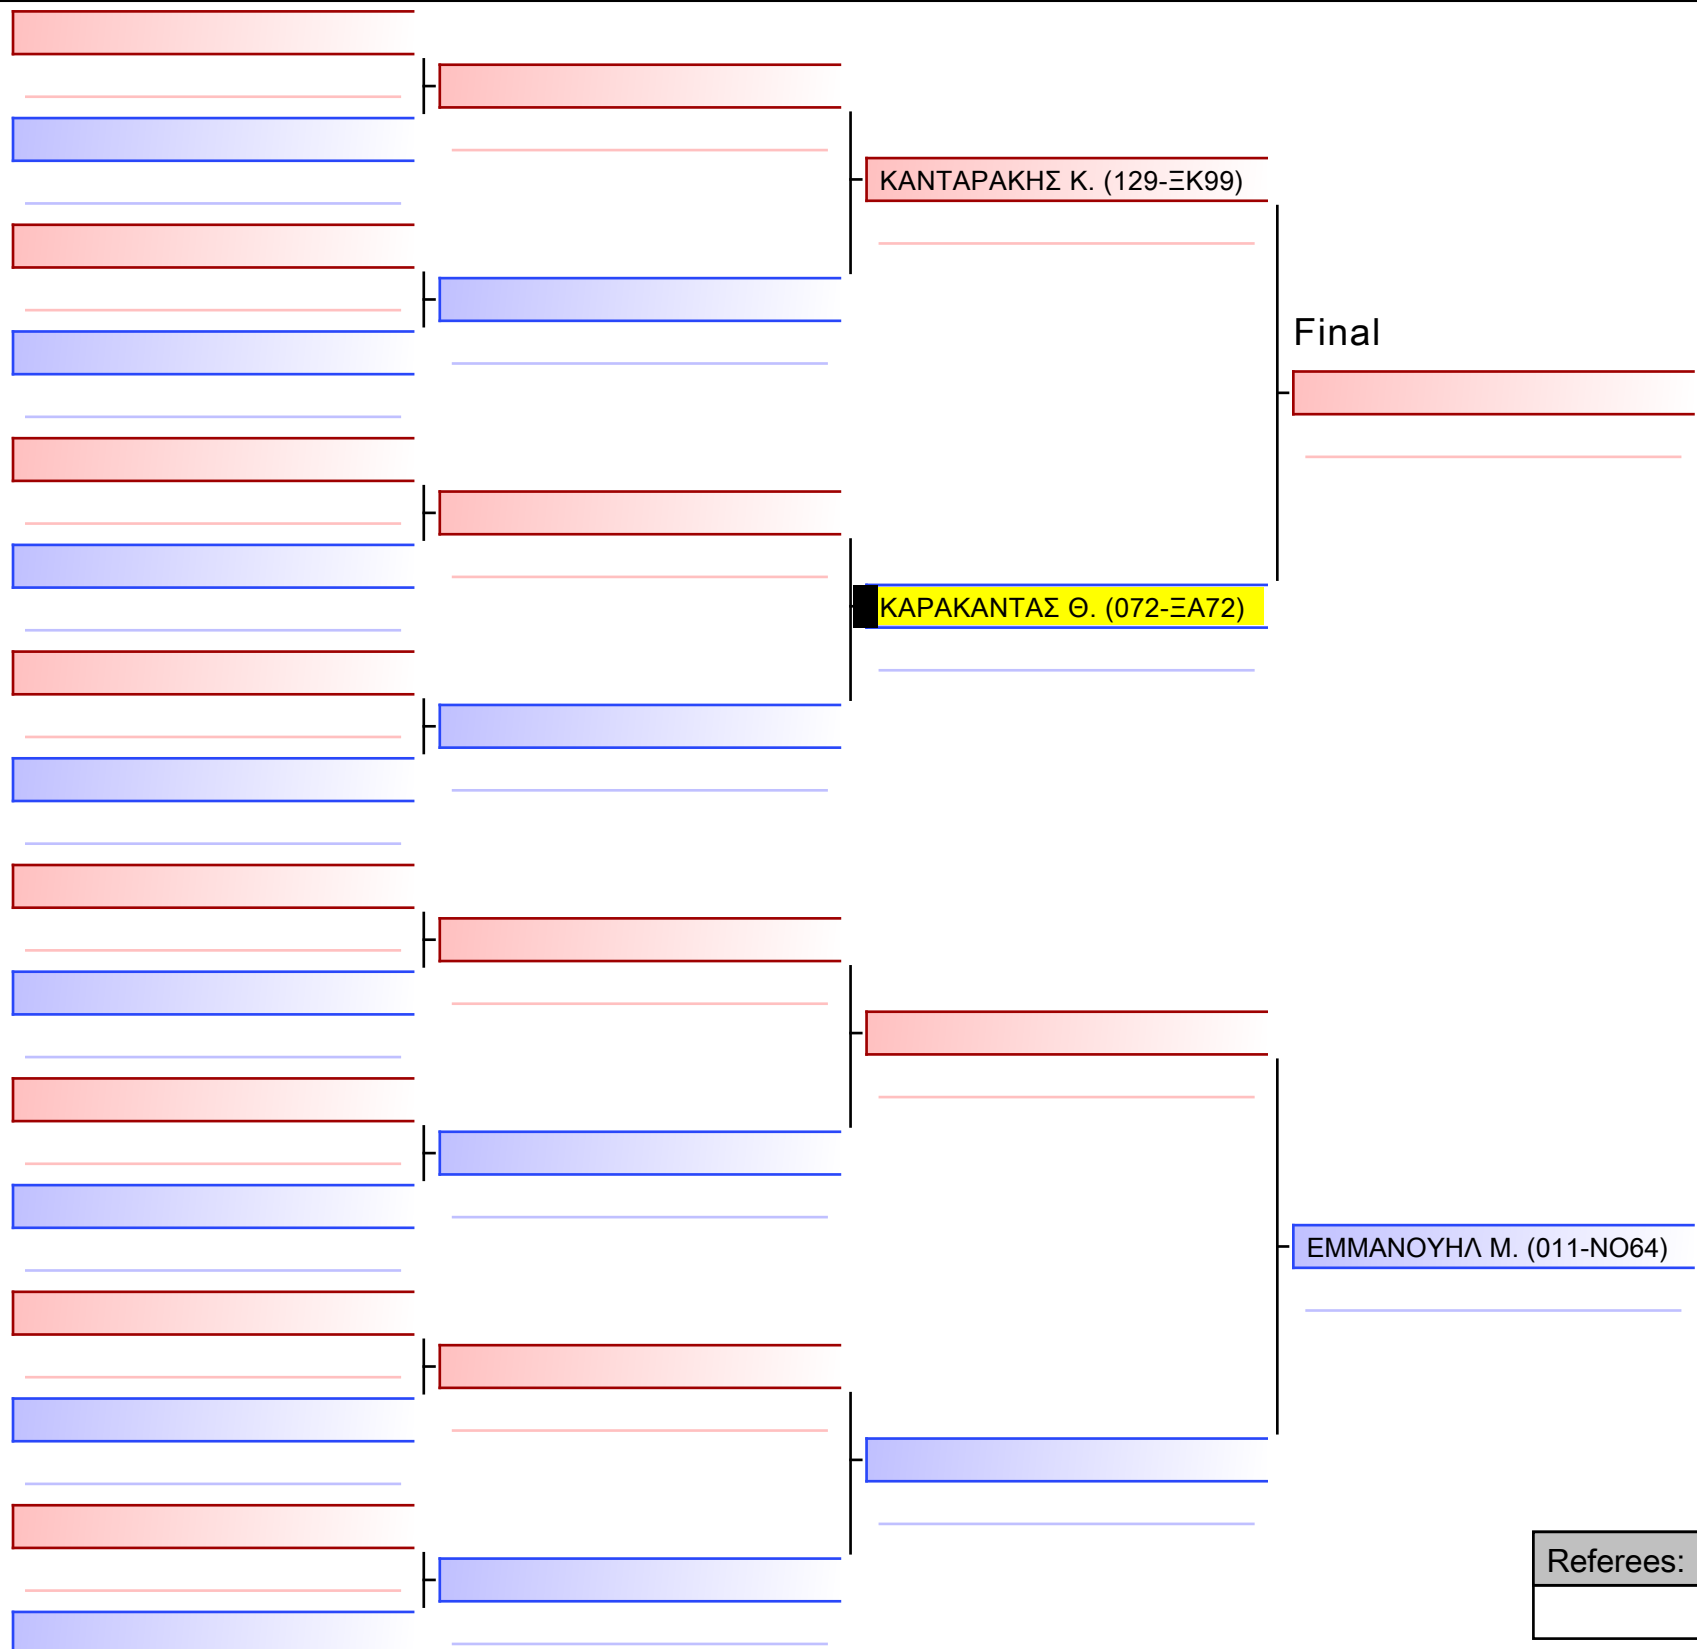 ΚΑΝΤΑΡΑΚΗΣ Κ. (129-ΞΚ99)
Final
ΚΑΡΑΚΑΝΤΑΣ Θ. (072-ΞΑ72)
ΕΜΜΑΝΟΥΗΛ Μ. (011-ΝΟ64)
Referees: